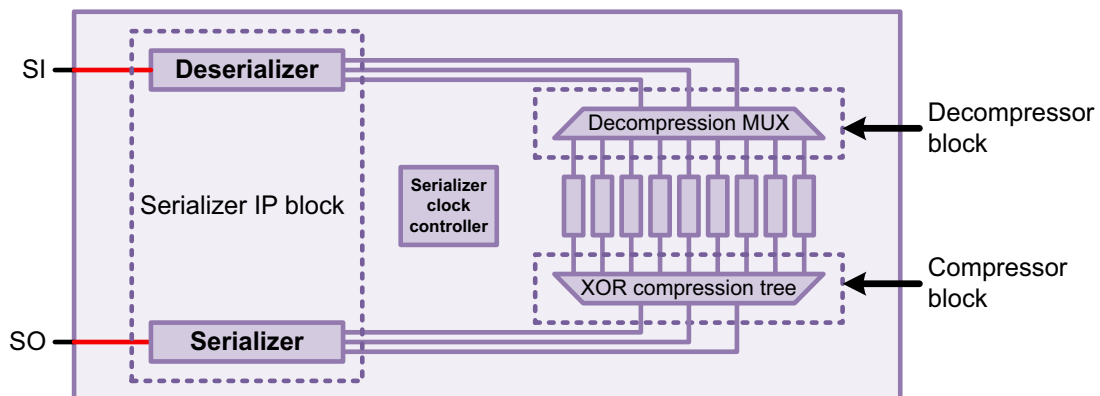 SI
Deserializer
Decompression MUX
Decompressor
block
Serializer IP block
Serializer
clock
controller
XOR compression tree
Compressor
block
SO
Serializer